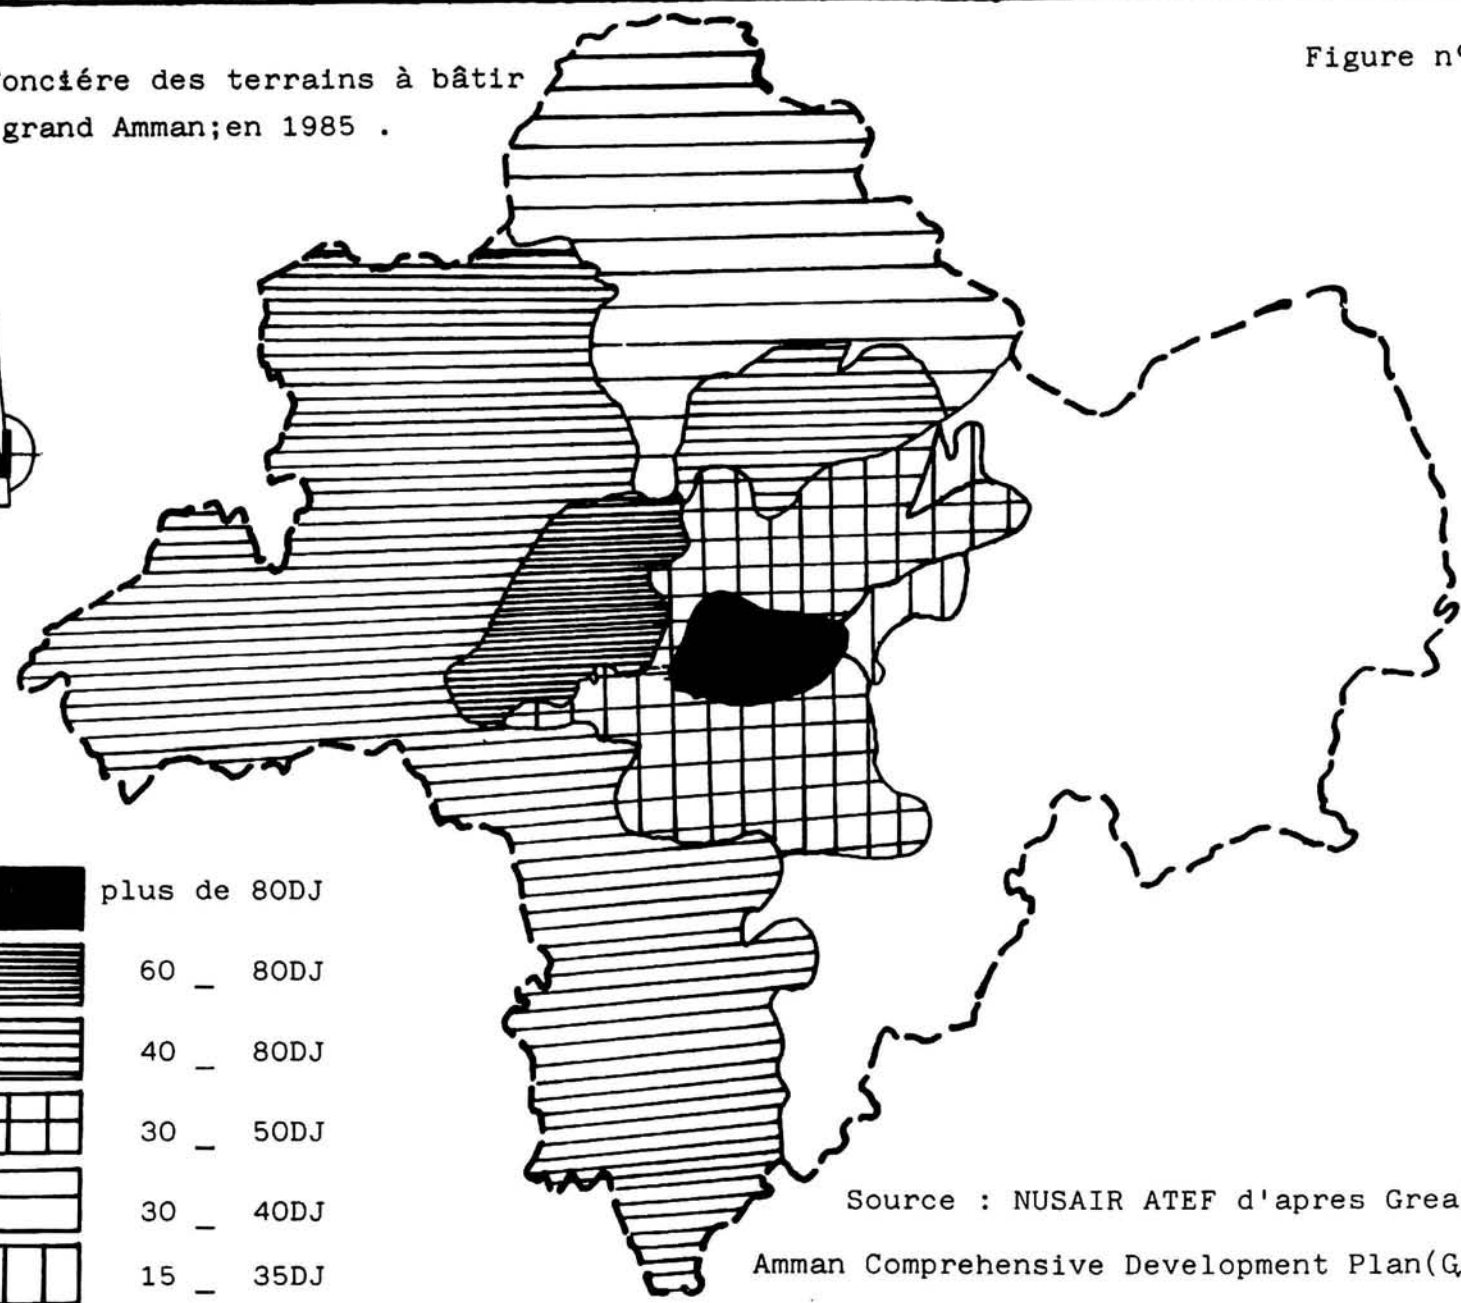 onciére des terrains à bâtir
grand Amman;en 1985 .
Figure n°
plus de 80DJ
60 _ 80DJ
40 _ 80DJ
30 _ 50DJ
30 _ 40DJ
15 _ 35DJ
Source : NUSAIR ATEF d'apres Grea
Amman Comprehensive Development Plan(G